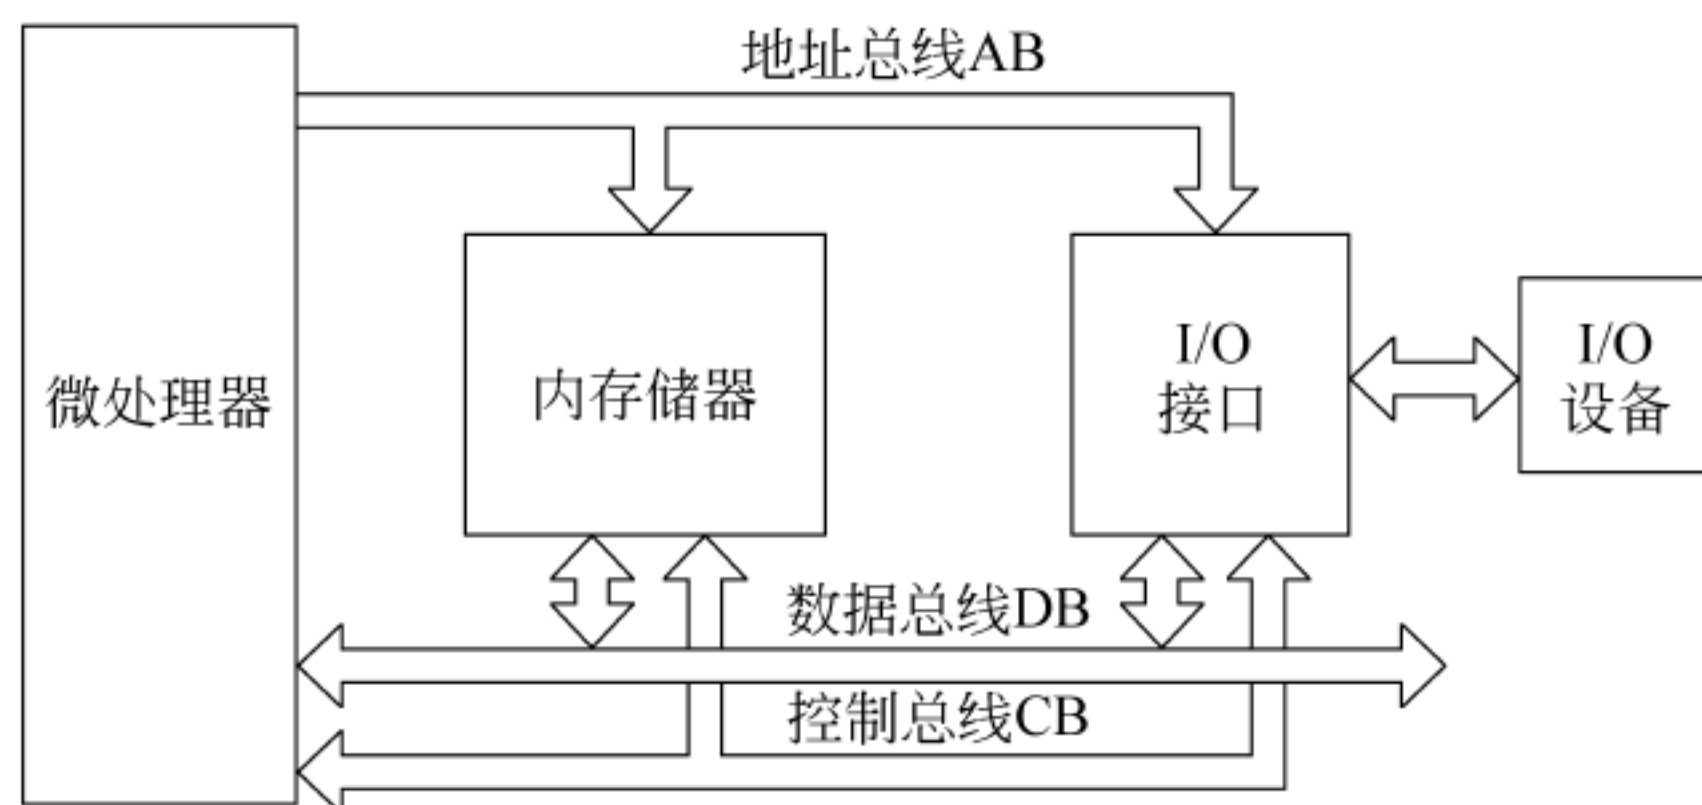 地址总线AB
微处理器
内存储器
I/O
接口
I/O
设备
数据总线DB
控制总线CB